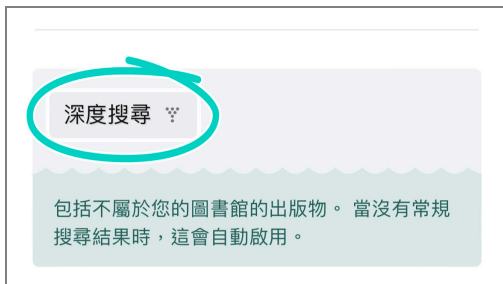 深度搜尋
包括不屬於您的圖書館的出版物。 當沒有常規
搜尋結果時，這會自動啟用。